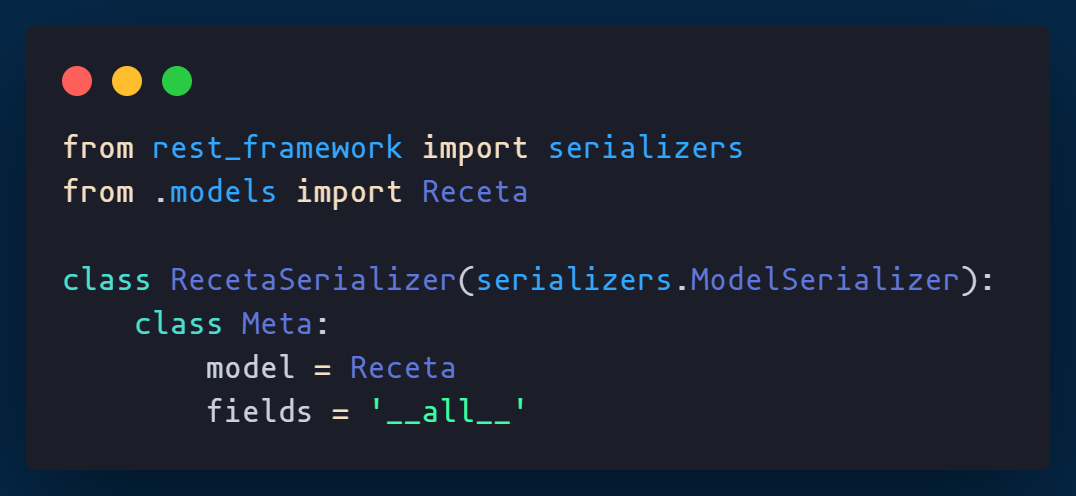 from rest_framework import serializers
from .models import Receta

class RecetaSerializer(serializers.ModelSerializer):
    class Meta:
        model = Receta
        fields = '__all__'